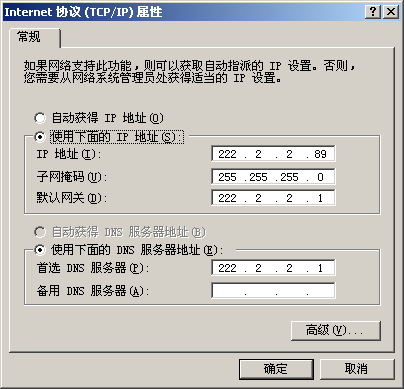 Internet 协议 (TCP/IP) 属性
常规
如果网络支持此功能，则可以获取自动指派的 IP 设置。否则，
您需要从网络系统管理员处获得适当的 IP 设置。
自动获得 IP 地址(O)
使用下面的 IP 地址(S):
IP 地址(I): 222 . 2 . 2 . 89
子网掩码(U): 255 .255 .255 . 0
默认网关(D): 222 . 2 . 2 . 1
自动获得 DNS 服务器地址(B)
使用下面的 DNS 服务器地址(E):
首选 DNS 服务器(P): 222 . 2 . 2 . 1
备用 DNS 服务器(A): . . .
高级(V)...
确定 取消